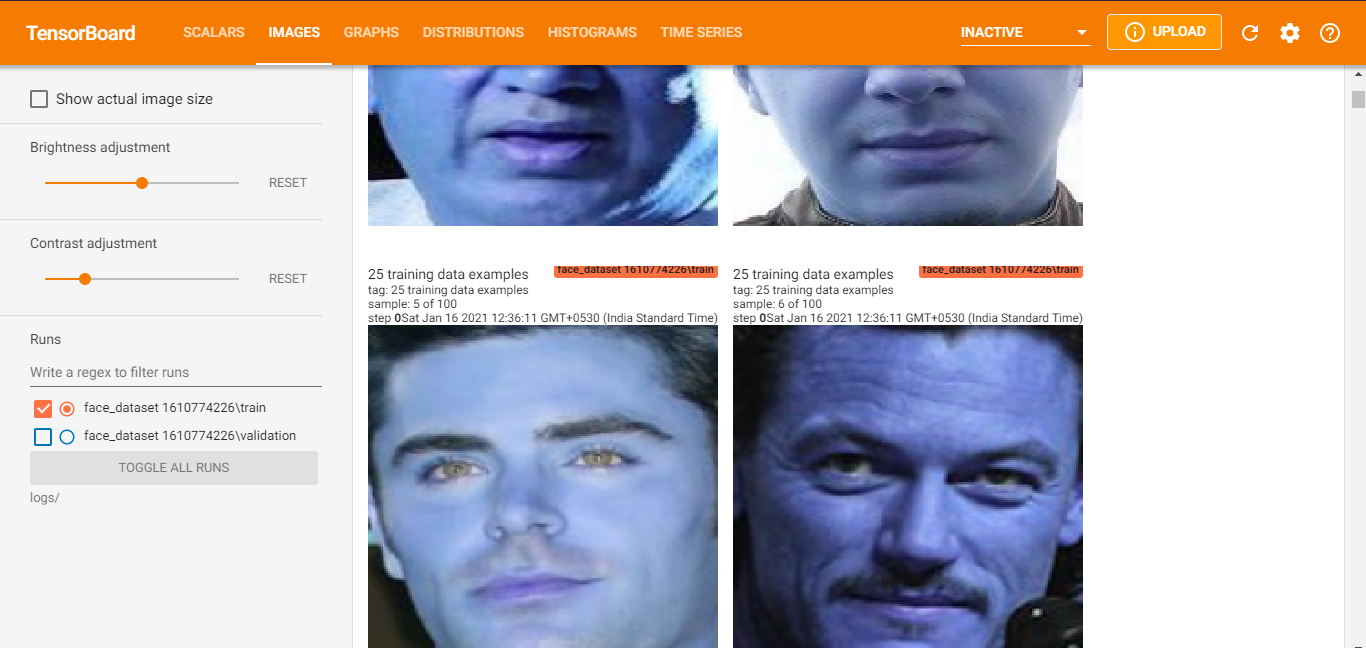 TensorBoard SCALARS IMAGES GRAPHS DISTRIBUTIONS HISTOGRAMS TIME SERIES INACTIVE UPLOAD
Show actual image size
Brightness adjustment
RESET
Contrast adjustment
RESET
Runs
Write a regex to filter runs
face_dataset 1610774226\train
face_dataset 1610774226\validation
TOGGLE ALL RUNS
logs/
25 training data examples face_dataset 1610774226\train
tag: 25 training data examples
sample: 5 of 100
step 0Sat Jan 16 2021 12:36:11 GMT+0530 (India Standard Time)
25 training data examples face_dataset 1610774226\train
tag: 25 training data examples
sample: 6 of 100
step 0Sat Jan 16 2021 12:36:11 GMT+0530 (India Standard Time)